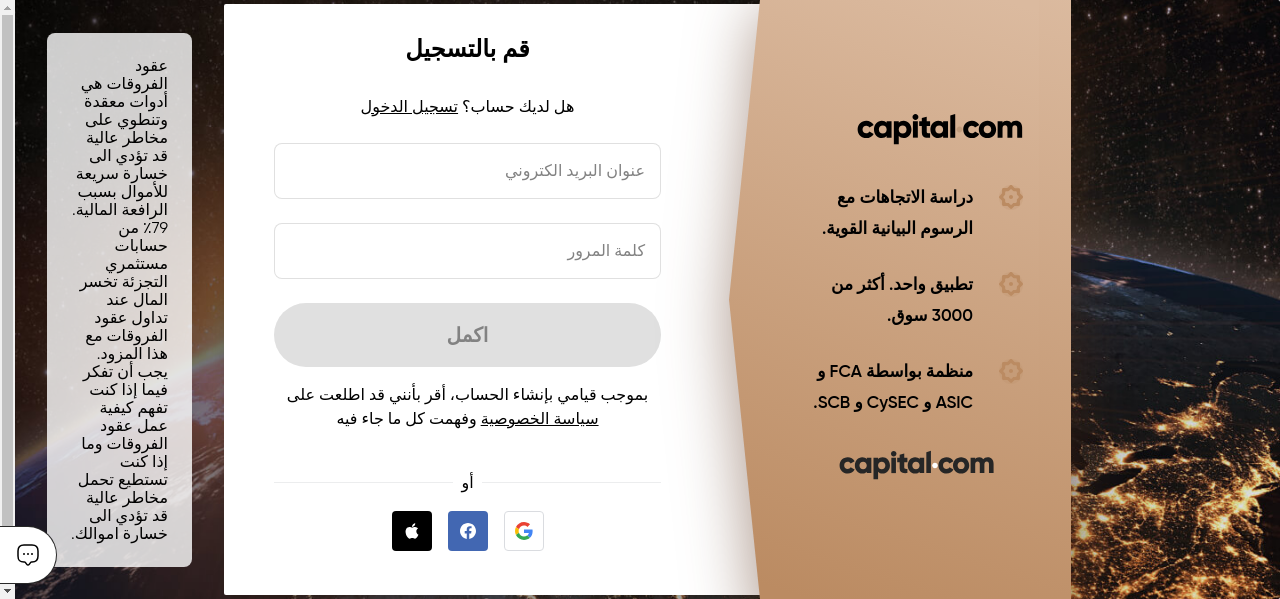 capital.com
دراسة الاتجاهات مع
الرسوم البيانية القوية.
تطبيق واحد. أكثر من
3000 سوق.
منظمة بواسطة FCA و
ASIC و CySEC و SCB.
capital.com
قم بالتسجيل
هل لديك حساب؟ تسجيل الدخول
عنوان البريد الكتروني
كلمة المرور
اكمل
بموجب قيامي بإنشاء الحساب، أقر بأنني قد اطلعت على
سياسة الخصوصية وفهمت كل ما جاء فيه
أو
عقود
الفروقات هي
أدوات معقدة
وتنطوي على
مخاطر عالية
قد تؤدي الى
خسارة سريعة
للأموال بسبب
الرافعة المالية.
79٪ من
حسابات
مستثمري
التجزئة تخسر
المال عند
تداول عقود
الفروقات مع
هذا المزود.
يجب أن تفكر
فيما إذا كنت
تفهم كيفية
عمل عقود
الفروقات وما
إذا كنت
تستطيع تحمل
مخاطر عالية
قد تؤدي الى
خسارة اموالك.